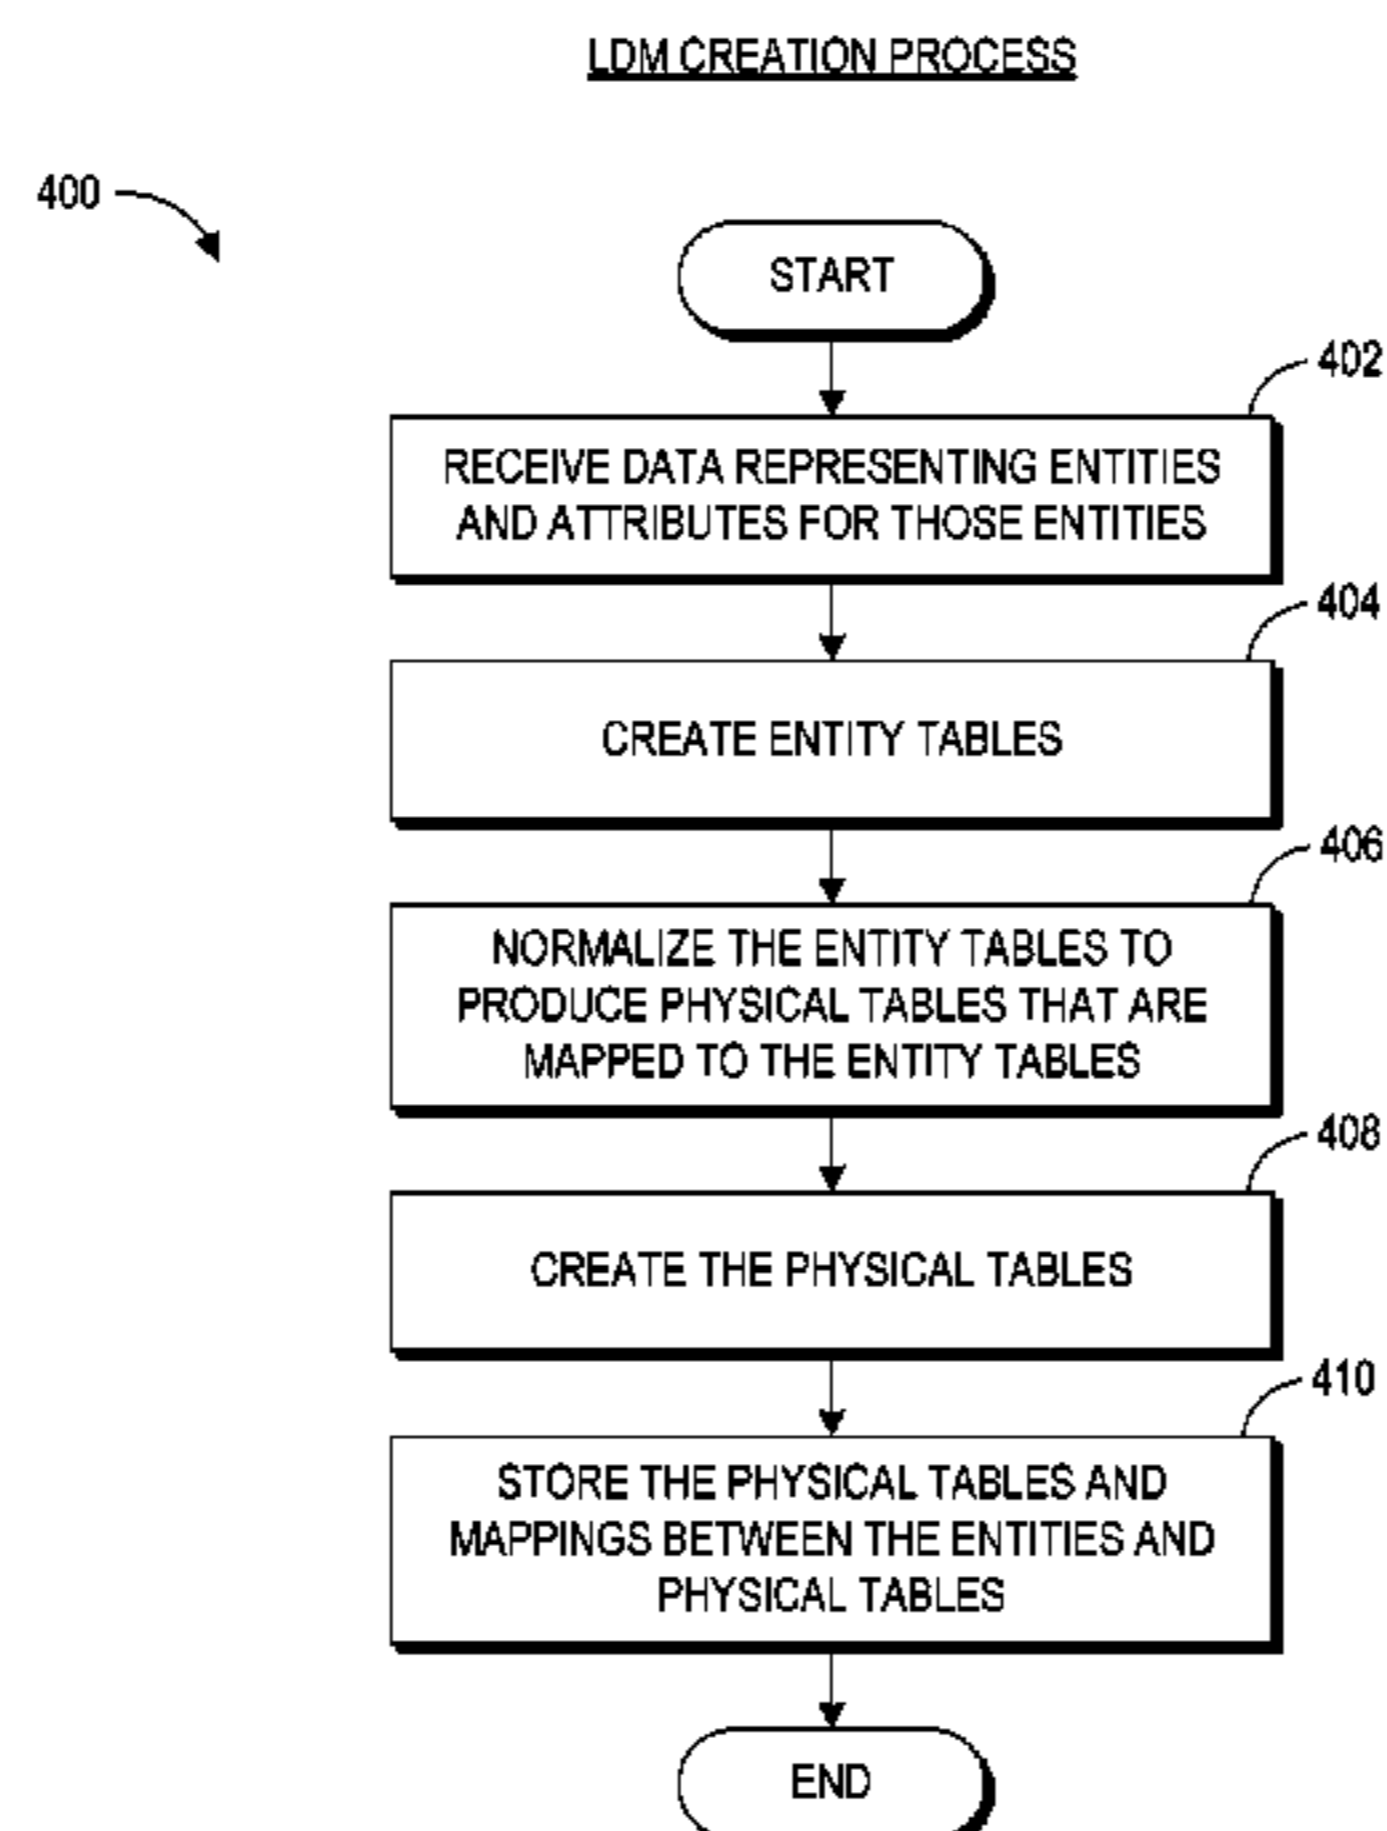 LDM CREATION PROCESS
400
START
402
RECEIVE DATA REPRESENTING ENTITIES
AND ATTRIBUTES FOR THOSE ENTITIES
404
CREATE ENTITY TABLES
406
NORMALIZE THE ENTITY TABLES TO
PRODUCE PHYSICAL TABLES THAT ARE
MAPPED TO THE ENTITY TABLES
408
CREATE THE PHYSICAL TABLES
410
STORE THE PHYSICAL TABLES AND
MAPPINGS BETWEEN THE ENTITIES AND
PHYSICAL TABLES
END